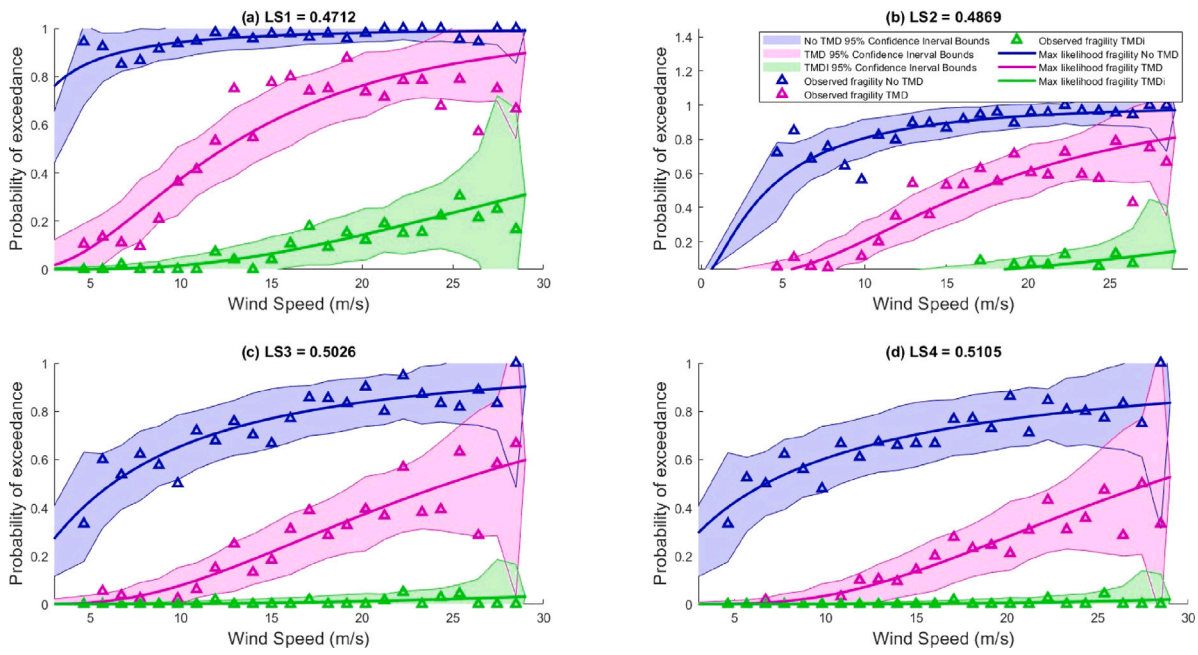 (a) LS1 = 0.4712
Probability of exceedance
1
0.8
0.6
0.4
0.2
0
5
10
15
20
25
30
Wind Speed (m/s)
(b) LS2 = 0.4869
Probability of exceedance
1.4
1.2
1
0.8
0.6
0.4
0.2
0
5
10
15
20
25
Wind Speed (m/s)
No TMD 95% Confidence Inerval Bounds
TMD 95% Confidence Inerval Bounds
TMDI 95% Confidence Inerval Bounds
Observed fragility No TMD
Observed fragility TMD
Observed fragility TMDi
Max likelihood fragility No TMD
Max likelihood fragility TMD
Max likelihood fragility TMDi
(c) LS3 = 0.5026
Probability of exceedance
1
0.8
0.6
0.4
0.2
0
5
10
15
20
25
30
Wind Speed (m/s)
(d) LS4 = 0.5105
Probability of exceedance
1
0.8
0.6
0.4
0.2
0
5
10
15
20
25
30
Wind Speed (m/s)